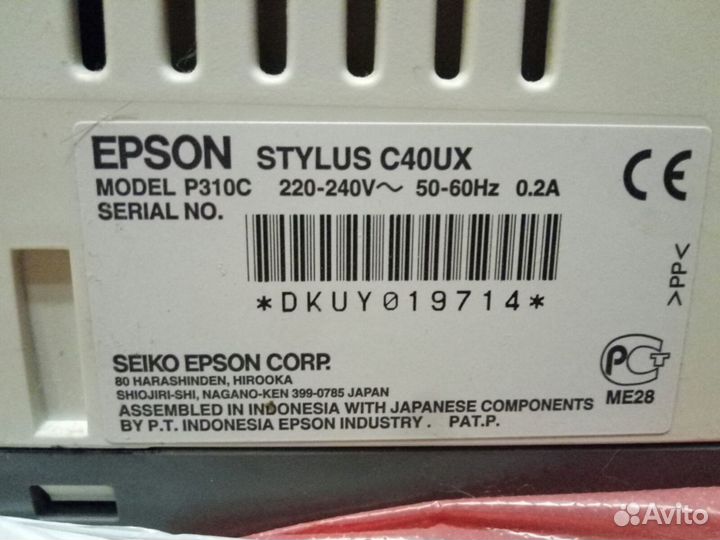 EPSON STYLUS C40UX
MODEL P310C 220-240V~ 50-60Hz 0.2A
SERIAL NO.
*DKUY019714*
CE
>PP<
SEIKO EPSON CORP.
80 HARASHINDEN, HIROOKA
SHIOJIRI-SHI, NAGANO-KEN 399-0785 JAPAN
ASSEMBLED IN INDONESIA WITH JAPANESE COMPONENTS
BY P.T. INDONESIA EPSON INDUSTRY . PAT.P.
РСТ
ME28
Avito